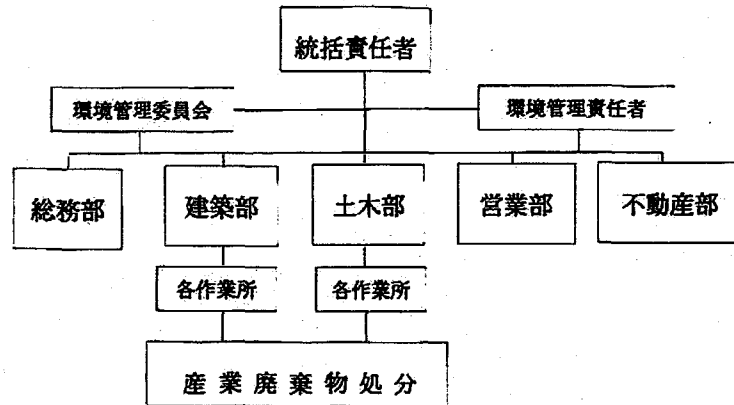 統括責任者
環境管理委員会
環境管理責任者
総務部
建築部
土木部
営業部
不動産部
各作業所
各作業所
産業廃棄物処分